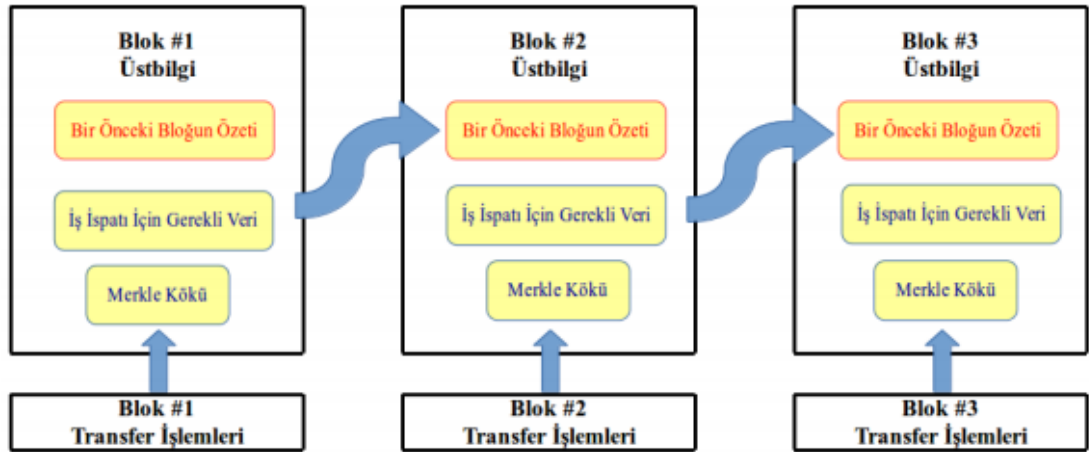 Blok #1
Üstbilgi
Bir Önceki Bloğun Özeti
İş İspatı İçin Gerekli Veri
Merkle Kökü
Blok #1
Transfer İşlemleri
Blok #2
Üstbilgi
Bir Önceki Bloğun Özeti
İş İspatı İçin Gerekli Veri
Merkle Kökü
Blok #2
Transfer İşlemleri
Blok #3
Üstbilgi
Bir Önceki Bloğun Özeti
İş İspatı İçin Gerekli Veri
Merkle Kökü
Blok #3
Transfer İşlemleri